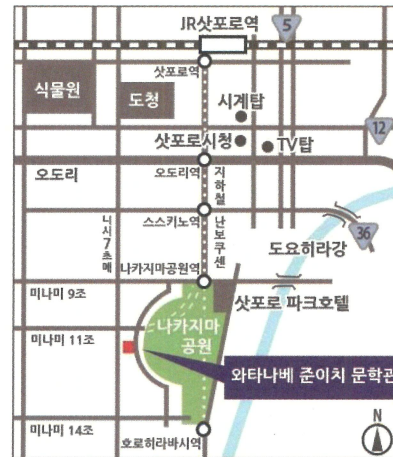 JR삿포로역
5
삿포로역
식물원
도청
시계탑
12
삿포로시청
TV탑
오도리
오도리역
지하철 난보쿠센
니시7초메
스스키노역
36
도요히라강
나카지마공원역
미나미 9조
삿포로 파크호텔
나카지마
공원
미나미 11조
와타나베 준이치 문학관
미나미 14조
호로히라바시역
N